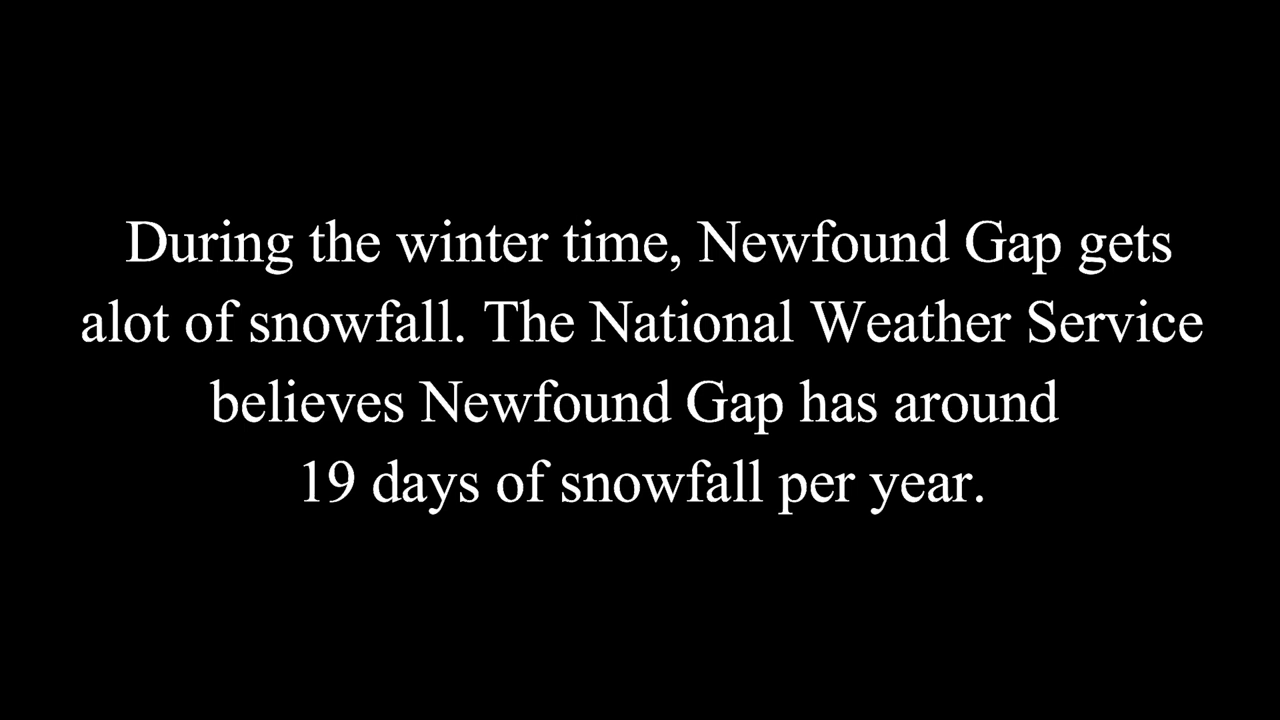 During the winter time, Newfound Gap gets
alot of snowfall. The National Weather Service
believes Newfound Gap has around
19 days of snowfall per year.